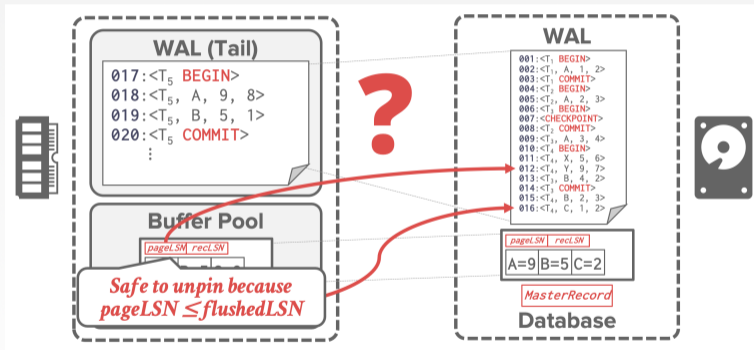 WAL (Tail)
017:<T5 BEGIN>
018:<T5, A, 9, 8>
019:<T5, B, 5, 1>
020:<T5 COMMIT>
⋮
?
Buffer Pool
pageLSN recLSN
Safe to unpin because
pageLSN ≤ flushedLSN
WAL
001:<T1 BEGIN>
002:<T1, A, 1, 2>
003:<T1 COMMIT>
004:<T2 BEGIN>
005:<T2, A, 2, 3>
006:<T3 BEGIN>
007:<CHECKPOINT>
008:<T2 COMMIT>
009:<T3, A, 3, 4>
010:<T4 BEGIN>
011:<T4, X, 5, 6>
012:<T4, Y, 9, 7>
013:<T3, B, 4, 2>
014:<T3 COMMIT>
015:<T4, B, 2, 3>
016:<T4, C, 1, 2>
pageLSN recLSN
A=9 B=5 C=2
MasterRecord
Database